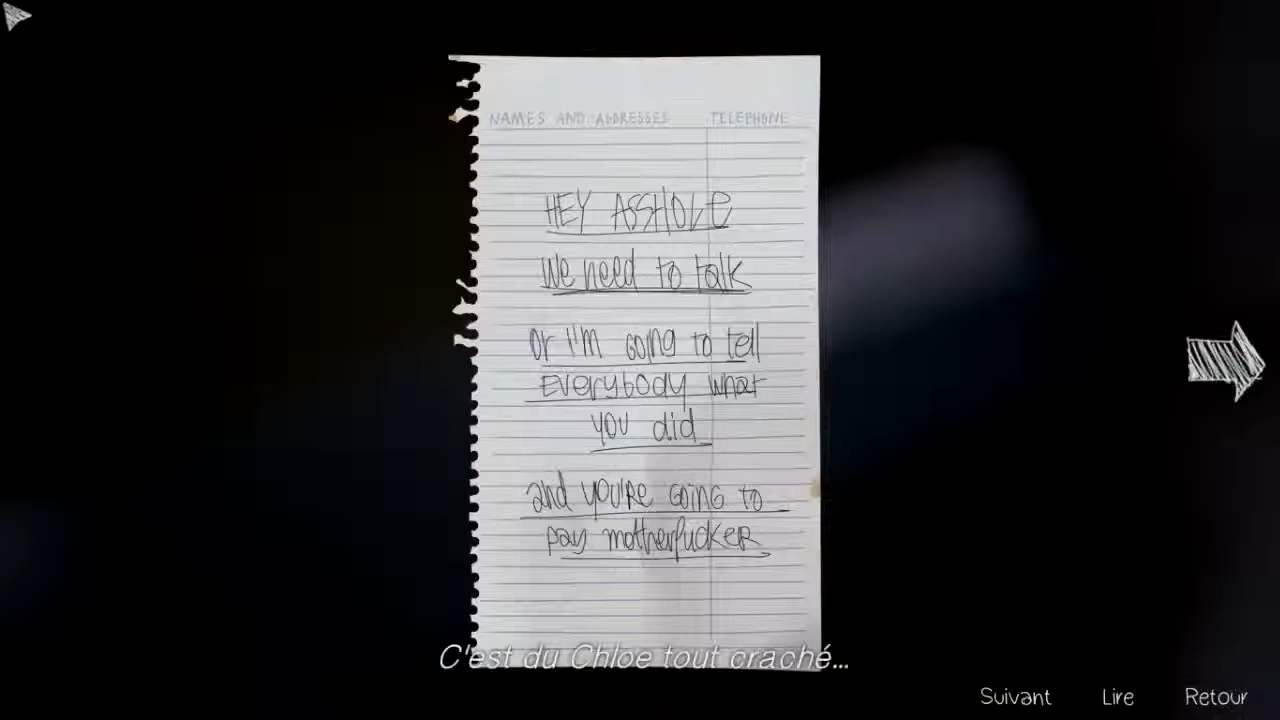 NAMES AND ADDRESSES TELEPHONE
HEY ASSHOLE
We need to talk
Or I'm going to tell
Everybody what
you did
and you're going to
pay motherfucker
C'est du Chloe tout craché...
Suivant Lire Retour